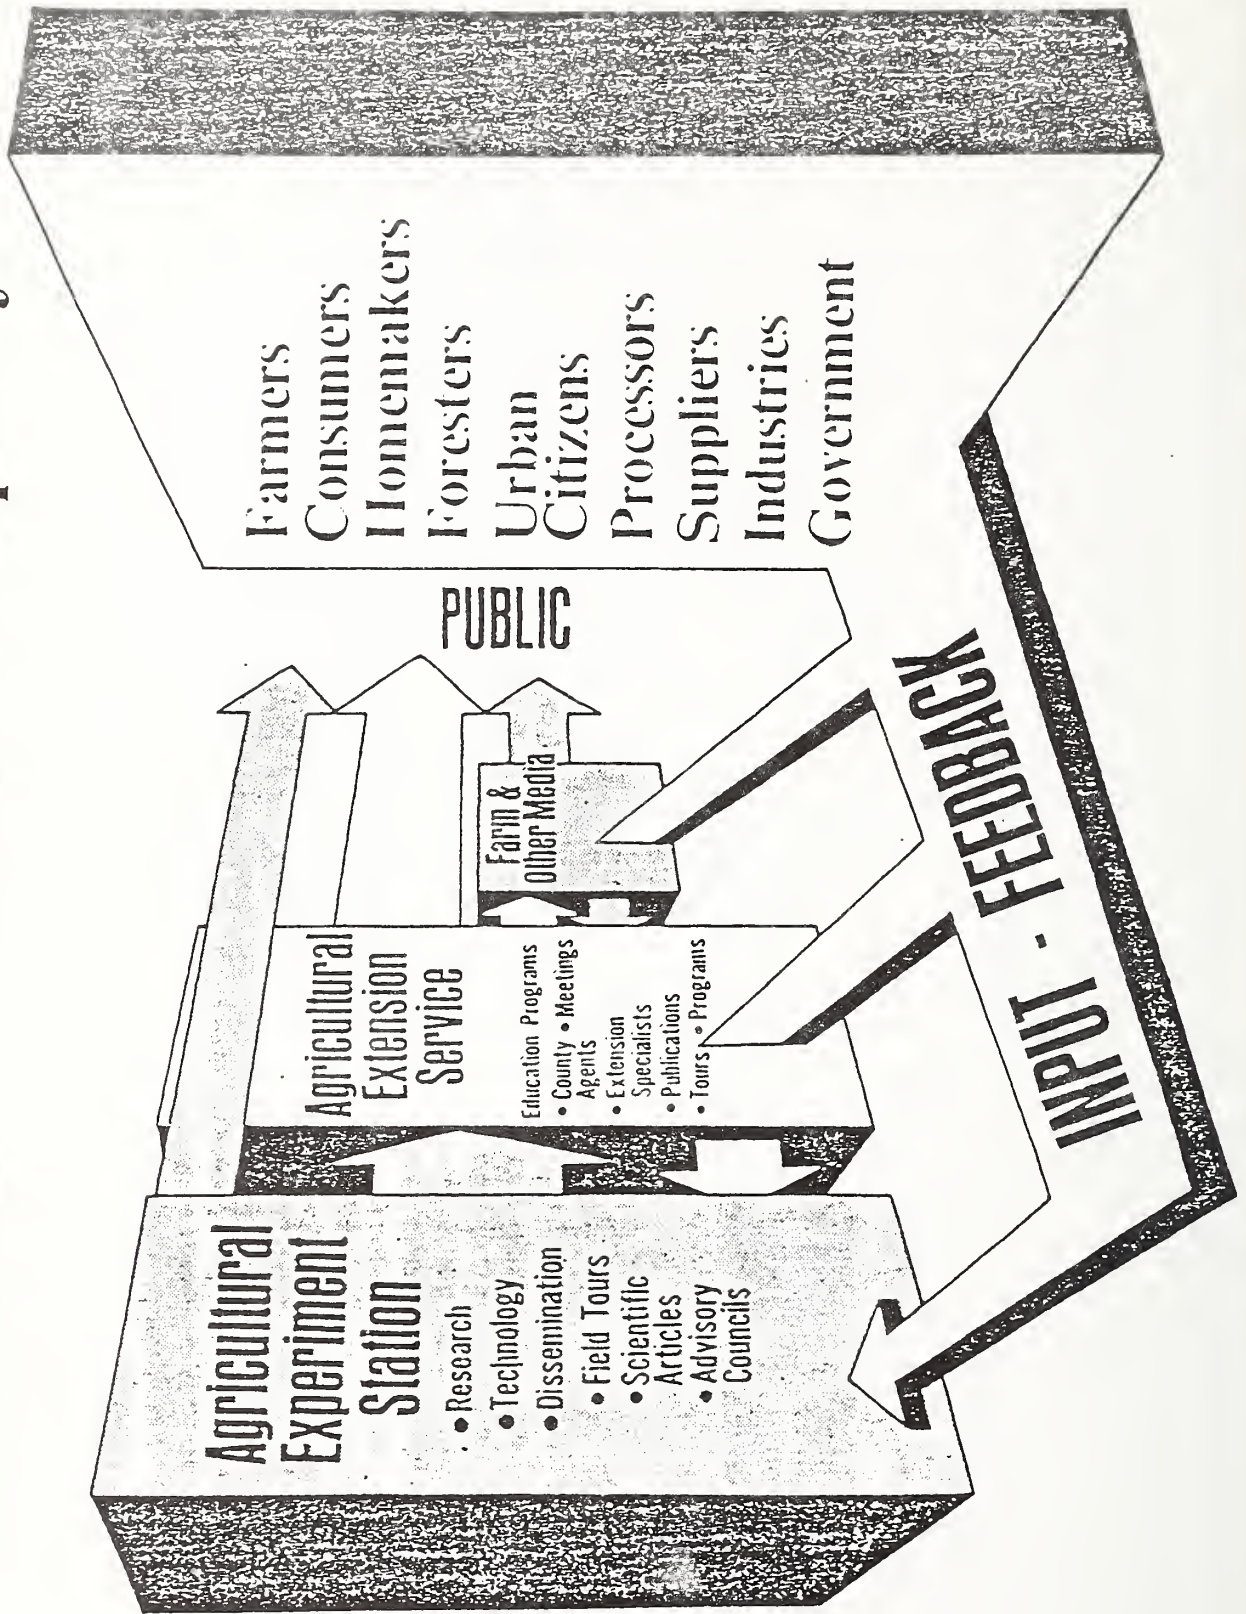 Agricultural
Experiment
Station
• Research
• Technology
• Dissemination
• Field Tours
• Scientific
Articles
• Advisory
Councils
Agricultural
Extension
Service
Education Programs
• County • Meetings
Agents
• Extension
Specialists
• Publications
• Tours • Programs
Farm &
Other Media
PUBLIC
Farmers
Consumers
Homemakers
Foresters
Urban
Citizens
Processors
Suppliers
Industries
Government
INPUT - FEEDBACK